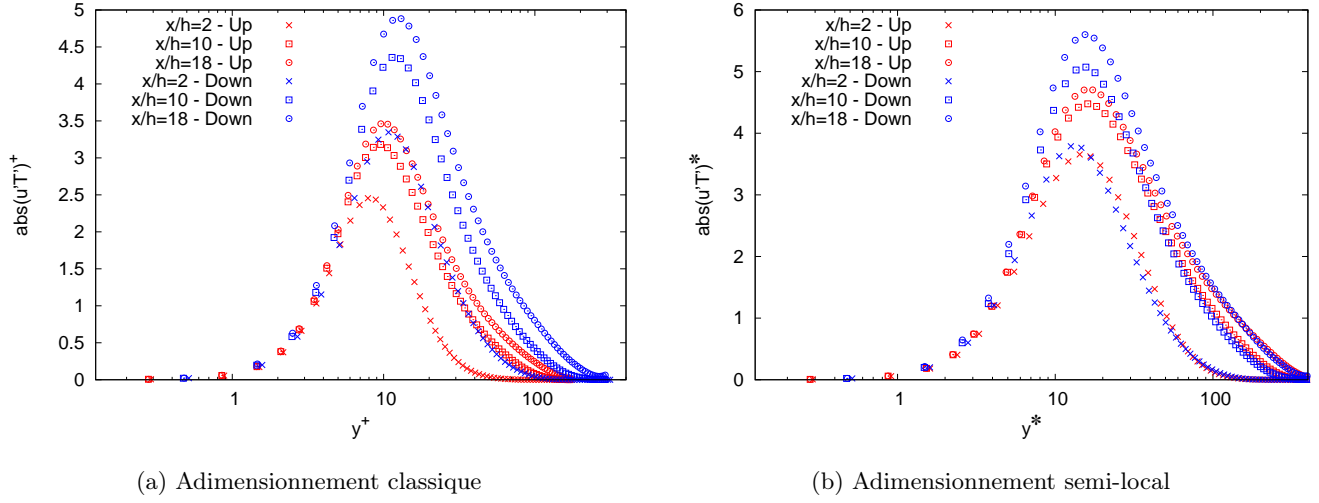 abs(u'T')+
5
4.5
4
3.5
3
2.5
2
1.5
1
0.5
0
x/h=2 - Up
x/h=10 - Up
x/h=18 - Up
x/h=2 - Down
x/h=10 - Down
x/h=18 - Down
1 10 100
y+
(a) Adimensionnement classique
abs(u'T')*
6
5
4
3
2
1
0
x/h=2 - Up
x/h=10 - Up
x/h=18 - Up
x/h=2 - Down
x/h=10 - Down
x/h=18 - Down
1 10 100
y*
(b) Adimensionnement semi-local